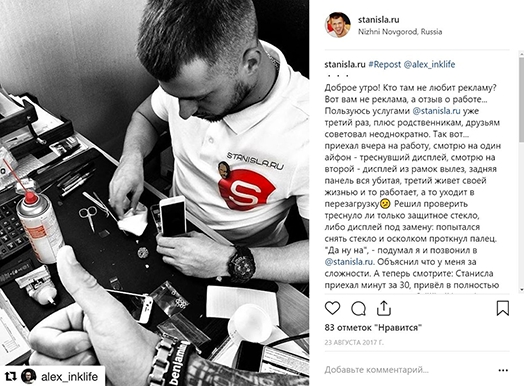 stanisla.ru
Nizhni Novgorod, Russia
stanisla.ru #Repost @alex_inklife
• • •
Доброе утро! Кто там не любит рекламу?
Вот вам не реклама, а отзыв о работе...
Пользуюсь услугами @stanisla.ru уже
третий раз, плюс родственникам, друзьям
советовал неоднократно. Так вот...
приехал вчера на работу, смотрю на один
айфон - треснувший дисплей, смотрю на
второй - дисплей из рамок вылез, задняя
панель вся убитая, третий живет своей
жизнью и то работает, а то уходит в
перезагрузку😕 Решил проверить
треснуло ли только защитное стекло,
либо дисплей под замену: попытался
снять стекло и осколком проткнул палец.
"Да ну на", - подумал я и позвонил в
@stanisla.ru. Объяснил что у меня за
сложности. А теперь смотрите: Станисла
приехал минут за 30, привёл в полностью
83 отметок "Нравится"
23 АВГУСТА 2017 Г.
Добавьте комментарий...
STANISLA.RU
S
benjamin
alex_inklife